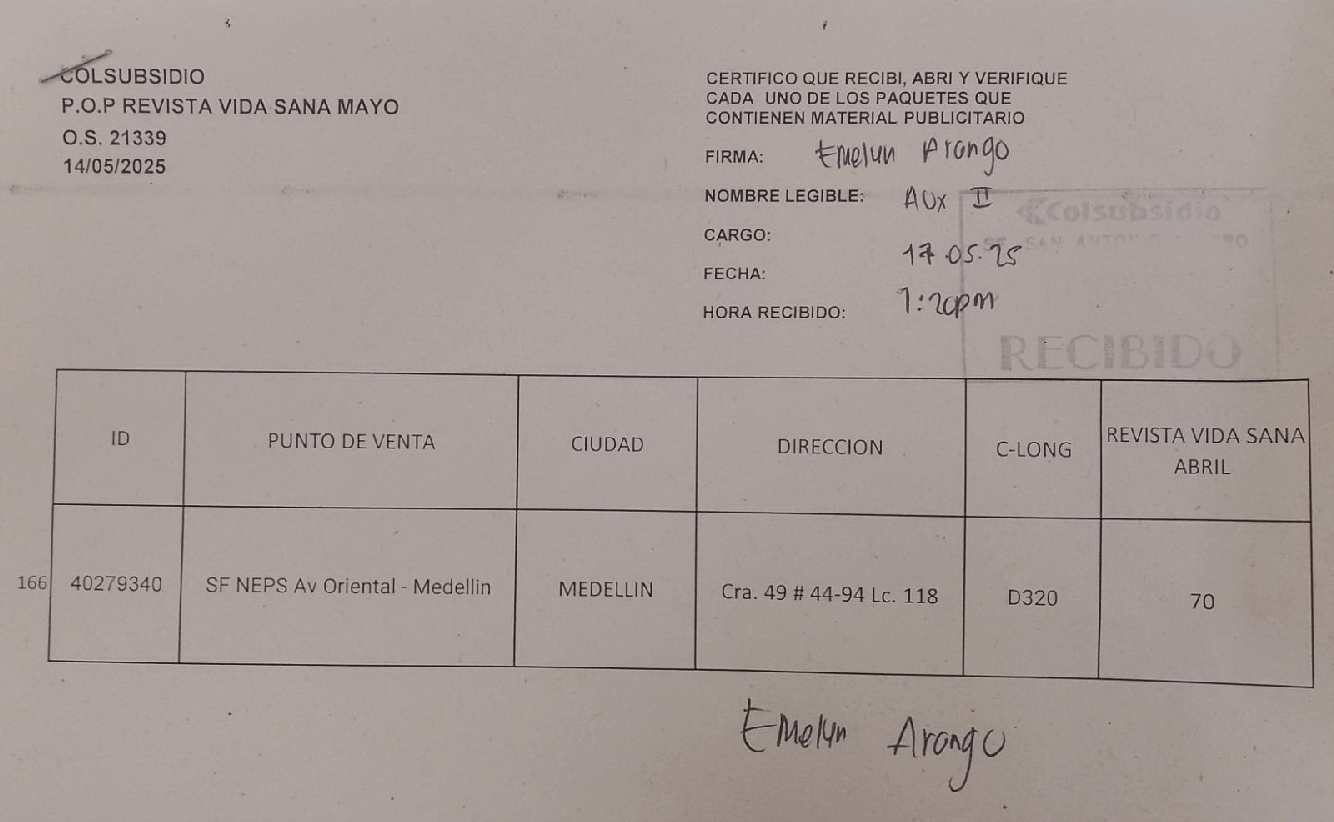 COLSUBSIDIO
P.O.P REVISTA VIDA SANA MAYO
O.S. 21339
14/05/2025
CERTIFICO QUE RECIBI, ABRI Y VERIFIQUE
CADA UNO DE LOS PAQUETES QUE
CONTIENEN MATERIAL PUBLICITARIO
FIRMA: Emelyn Arango
NOMBRE LEGIBLE: Aux II
CARGO:
FECHA: 17.05.25
HORA RECIBIDO: 1:20pm
Colsubsidio
SF SAN ANTONIO
RECIBIDO
ID PUNTO DE VENTA CIUDAD DIRECCION C-LONG REVISTA VIDA SANA ABRIL
166 40279340 SF NEPS Av Oriental - Medellin MEDELLIN Cra. 49 # 44-94 Lc. 118 D320 70
Emelyn Arango